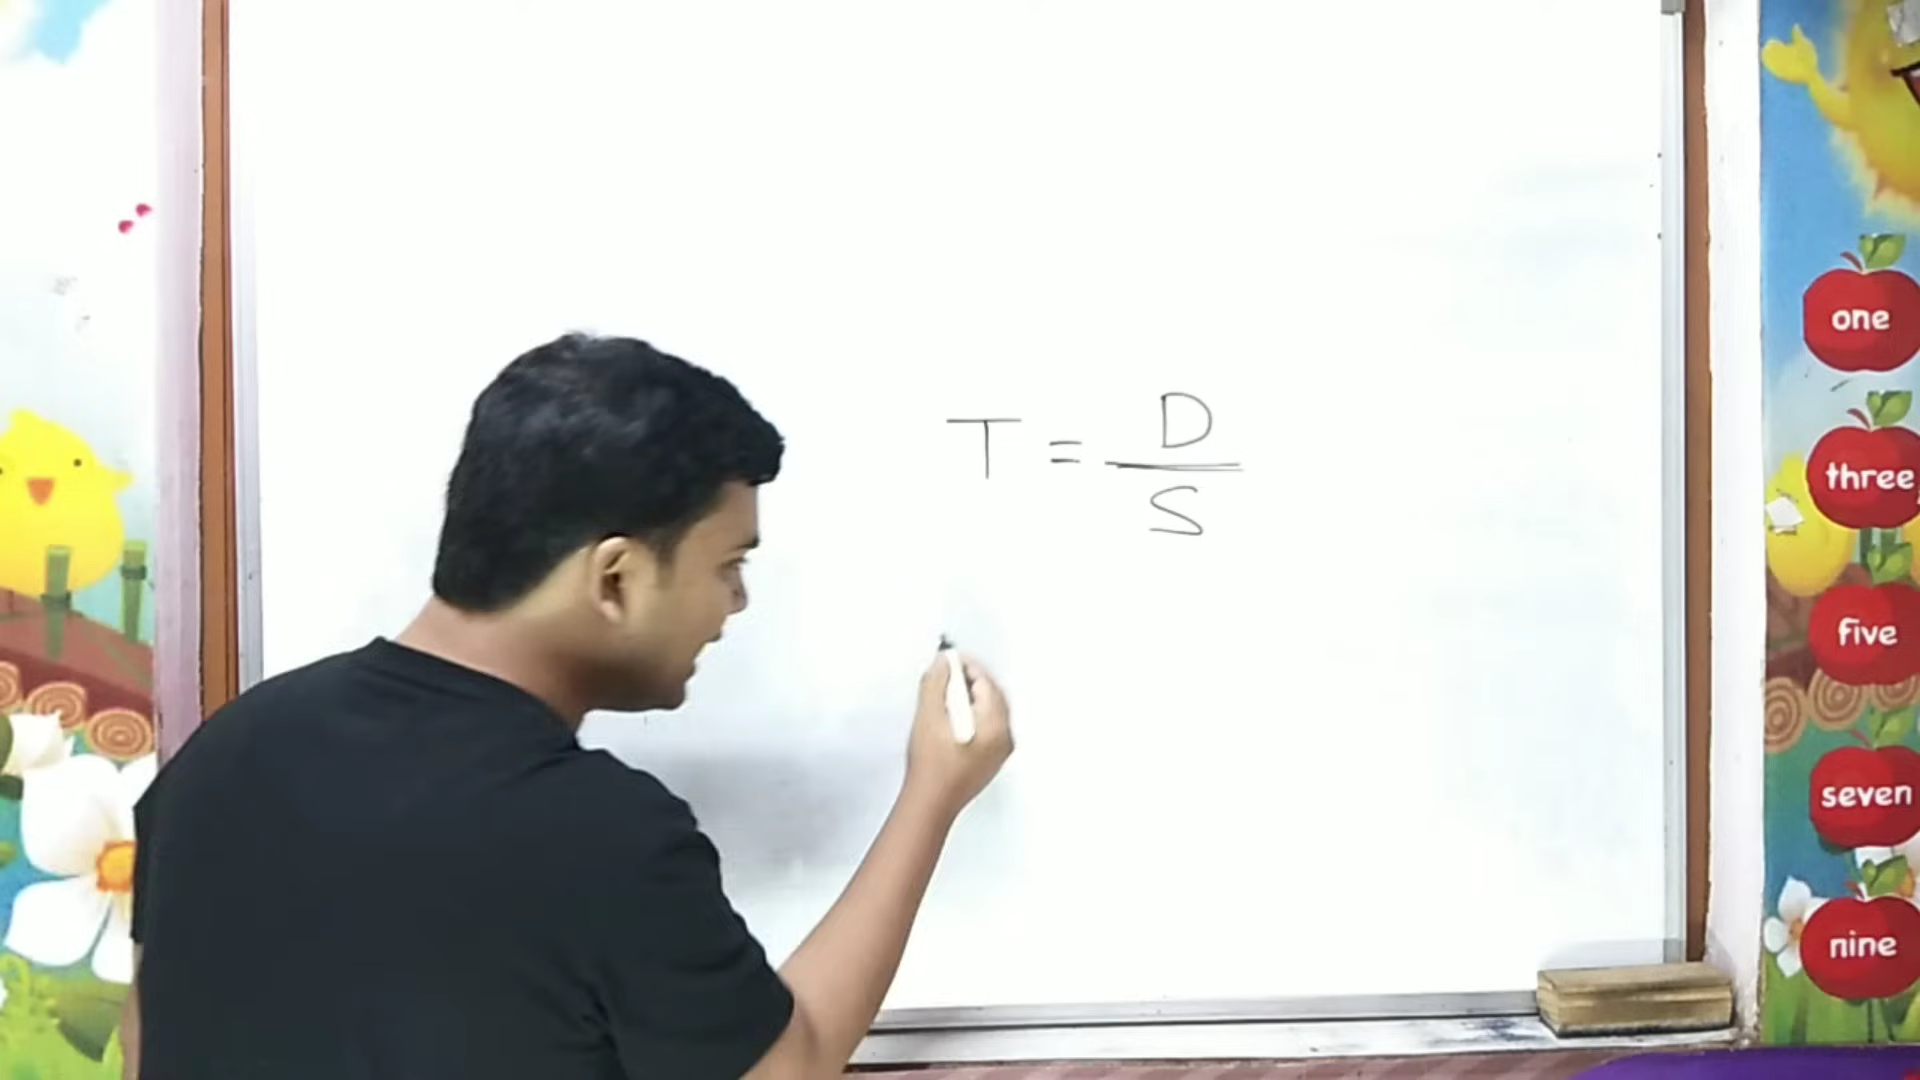 T = D/S
one
three
five
seven
nine